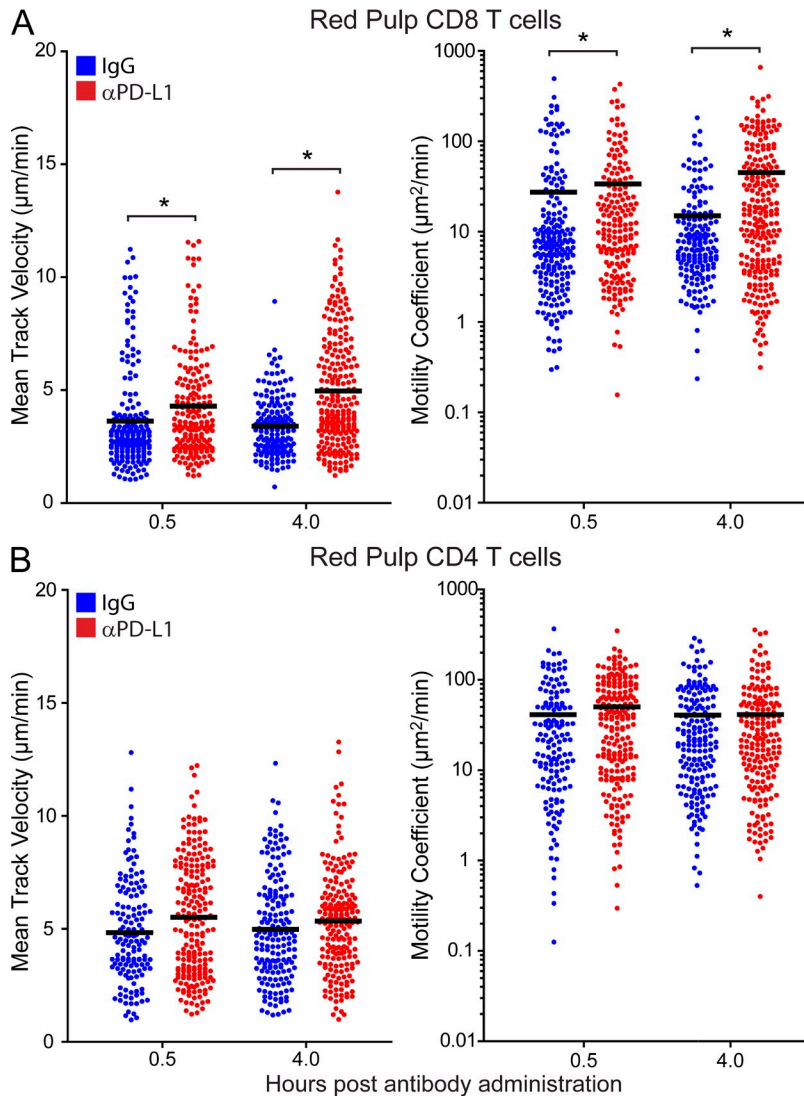 A
Red Pulp CD8 T cells
IgG
αPD-L1
Mean Track Velocity (μm/min)
20
15
10
5
0
*
*
0.5
4.0
Motility Coefficient (μm²/min)
1000
100
10
1
0.1
0.01
*
*
0.5
4.0
B
Red Pulp CD4 T cells
IgG
αPD-L1
Mean Track Velocity (μm/min)
20
15
10
5
0
0.5
4.0
Motility Coefficient (μm²/min)
1000
100
10
1
0.1
0.01
0.5
4.0
Hours post antibody administration